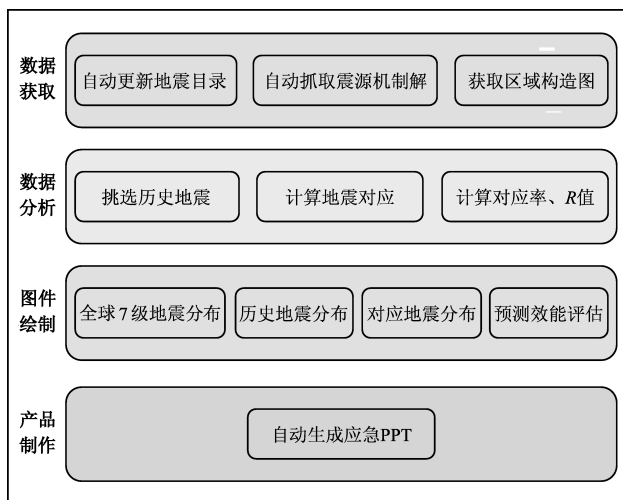 数据
获取
自动更新地震目录
自动抓取震源机制解
获取区域构造图
数据
分析
挑选历史地震
计算地震对应
计算对应率、R值
图件
绘制
全球7级地震分布
历史地震分布
对应地震分布
预测效能评估
产品
制作
自动生成应急PPT